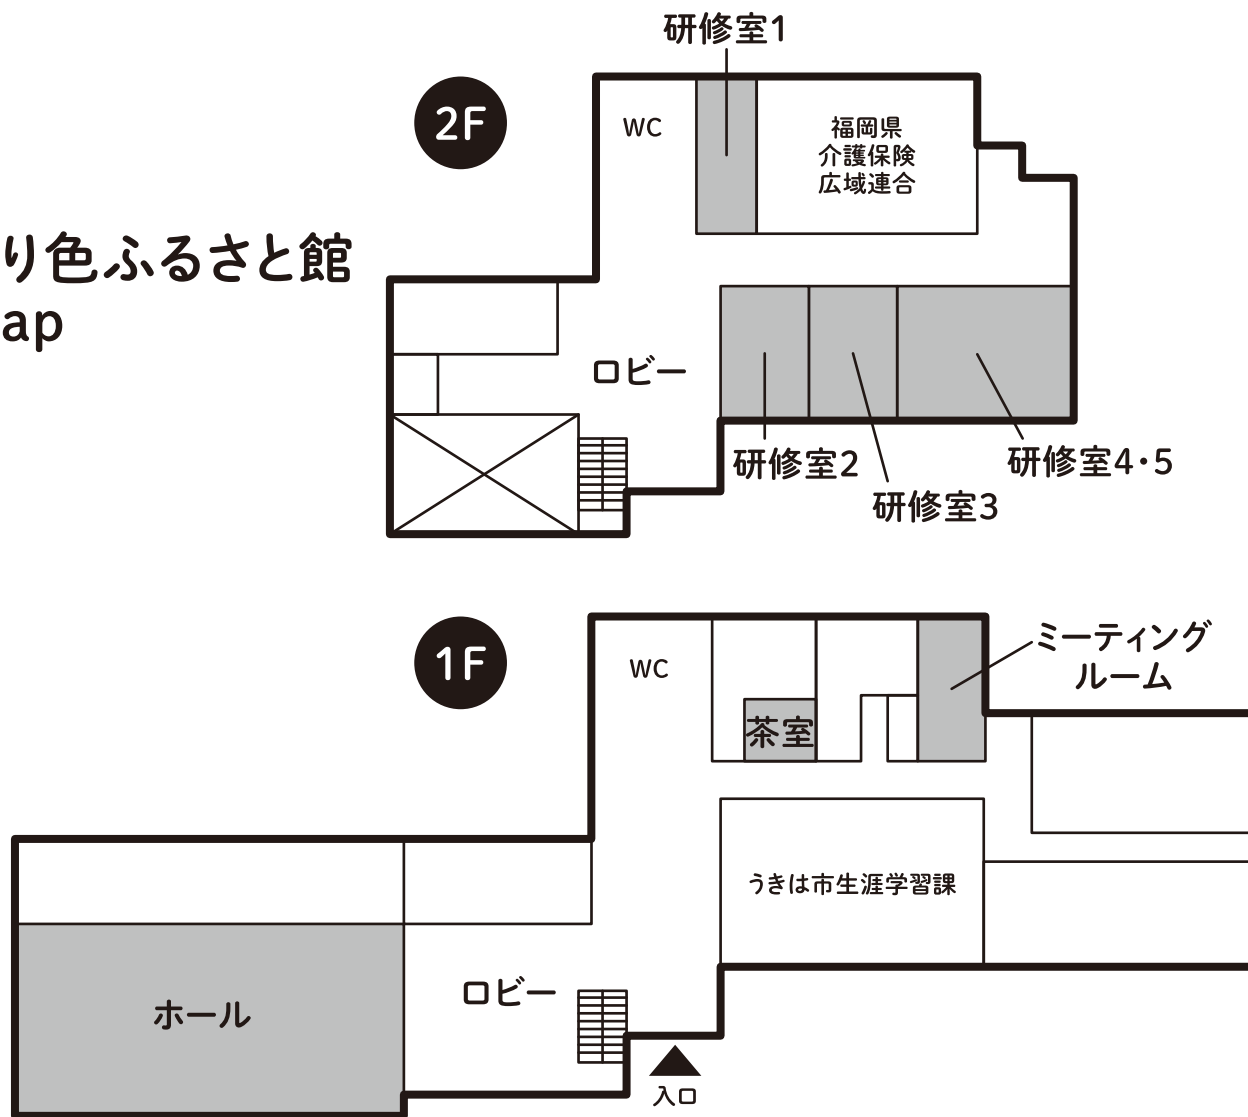 り色ふるさと館
ap
2F
研修室1
WC
福岡県
介護保険
広域連合
ロビー
研修室2
研修室3
研修室4・5
1F
WC
茶室
ミーティング
ルーム
うきは市生涯学習課
ロビー
ホール
入口